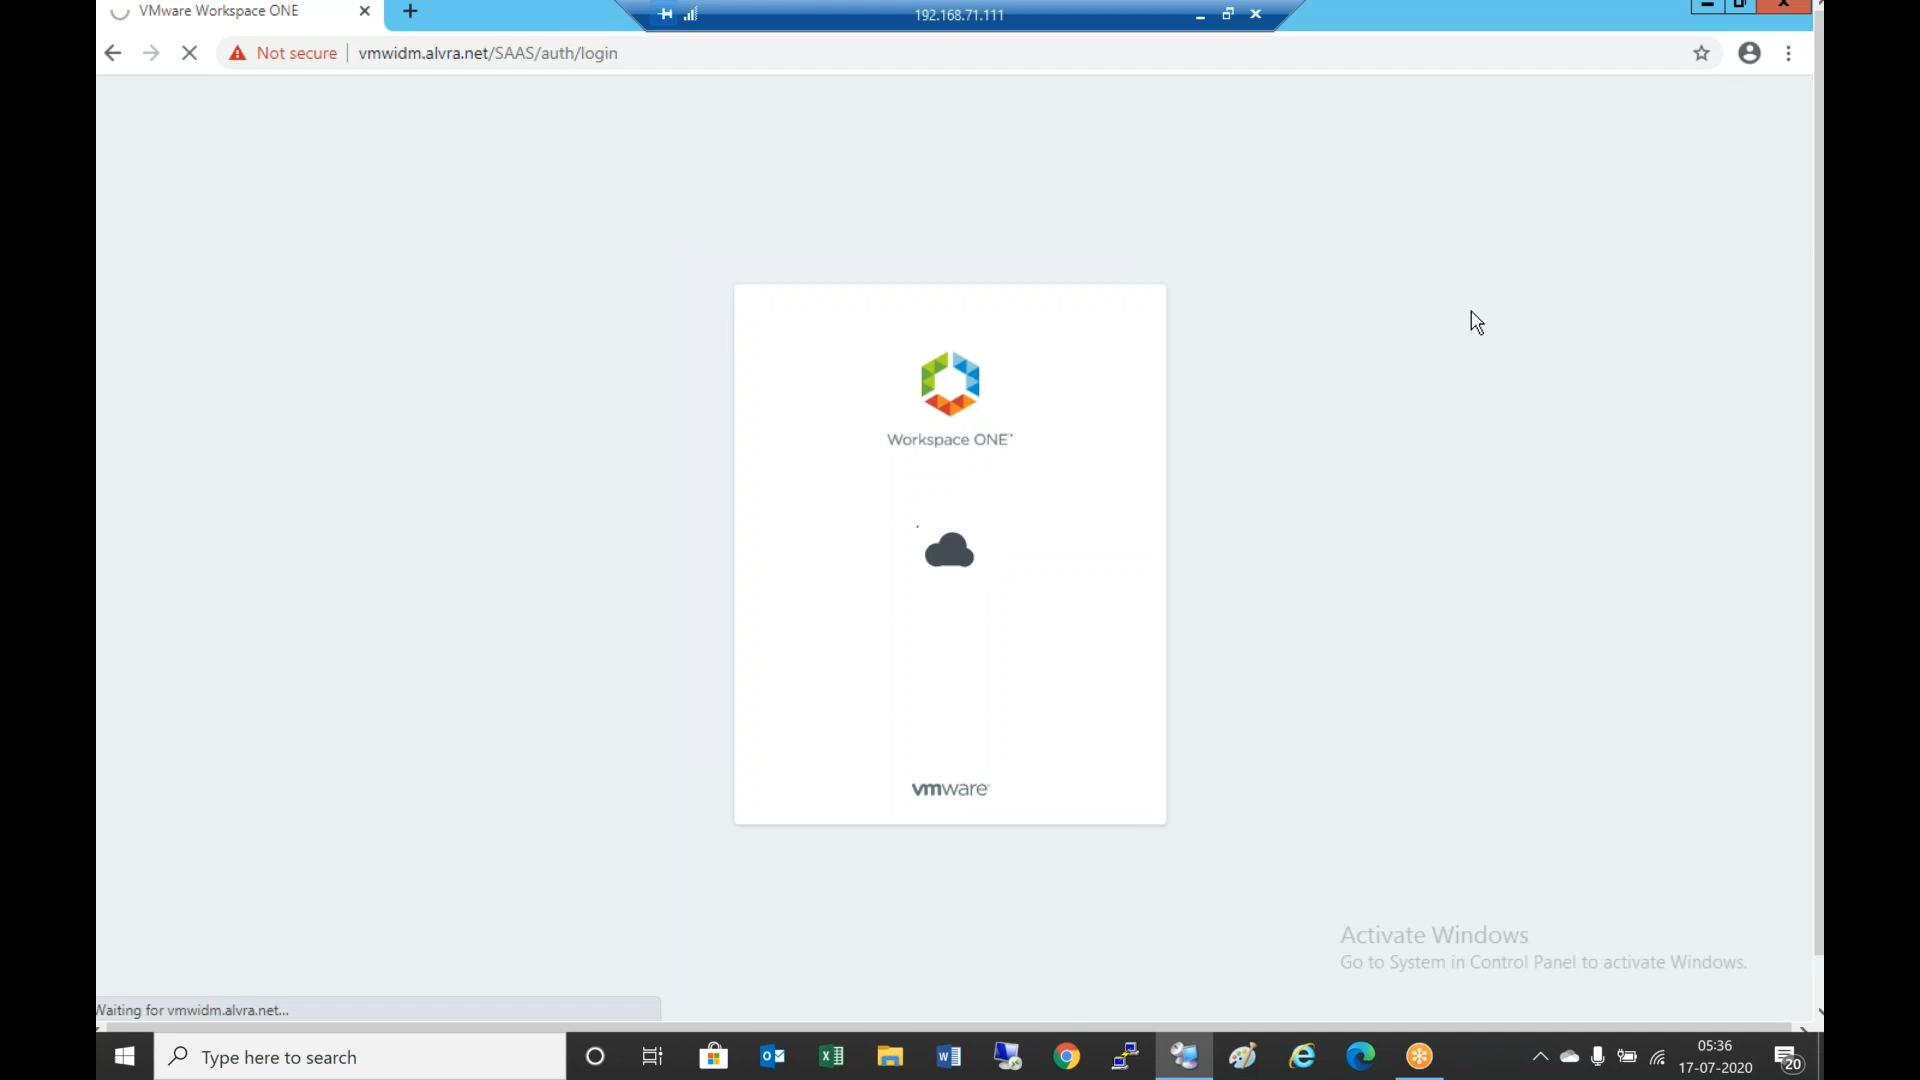 VMware Workspace ONE
192.168.71.111
Not secure
vmwidm.alvra.net/SAAS/auth/login
Workspace ONE™
vmware®
Activate Windows
Go to System in Control Panel to activate Windows.
Waiting for vmwidm.alvra.net...
Type here to search
05:36
17-07-2020
20